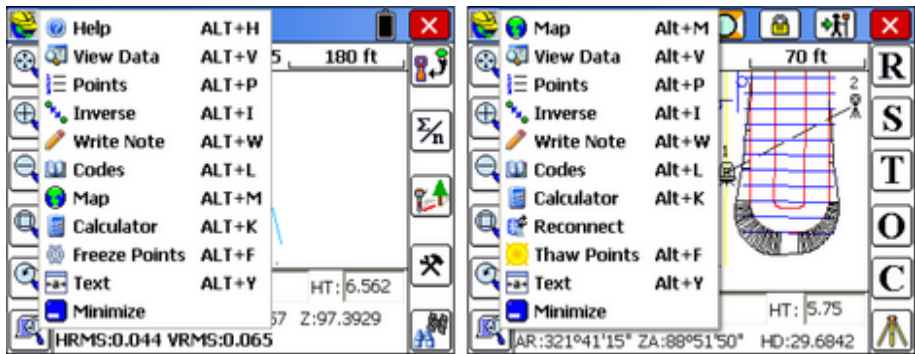 Help ALT+H
View Data ALT+V
5 180 ft
Points ALT+P
Inverse ALT+I
Write Note ALT+W
Σ/n
Codes ALT+L
Map ALT+M
Calculator ALT+K
Freeze Points ALT+F
Text ALT+Y
-a-
HT: 6.562
Minimize
57 Z:97.3929
HRMS:0.044 VRMS:0.065
Map Alt+M
View Data Alt+V
70 ft
R
Points Alt+P
2
Inverse Alt+I
S
Write Note Alt+W
1
Codes Alt+L
T
Calculator Alt+K
Reconnect
O
Thaw Points Alt+F
Text Alt+Y
-a-
C
Minimize
HT: 5.75
AR:321°41'15" ZA:88°51'50" HD:29.6842